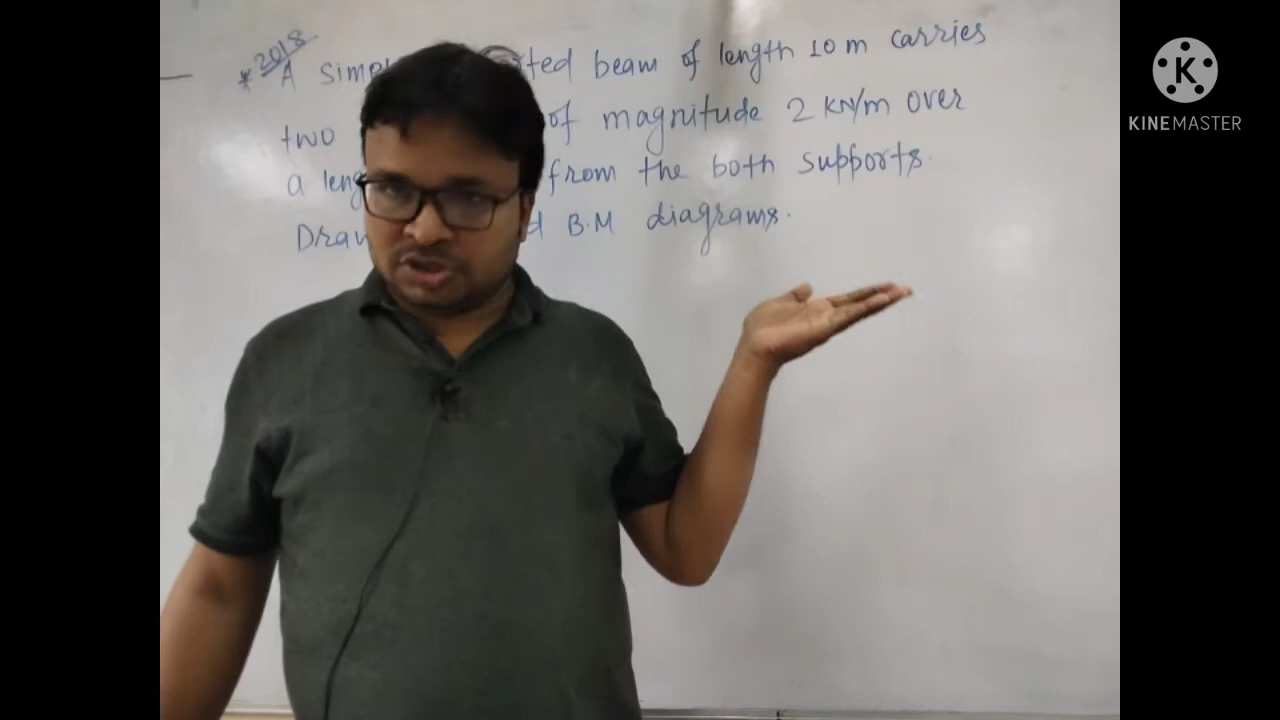 * 2018
A simp rted beam of length 10 m carries
two of magnitude 2 KN/m over
a leng from the both supports.
Draw d B.M diagrams.
K
KINEMASTER